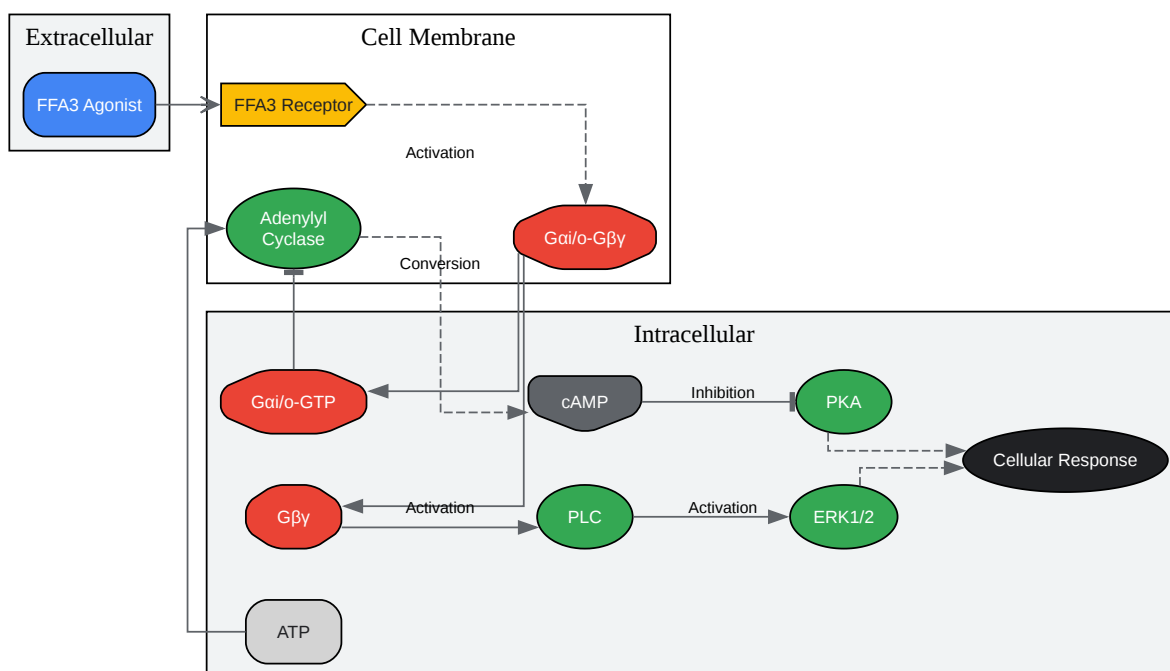 Extracellular
Cell Membrane
FFA3 Agonist
FFA3 Receptor
Activation
Adenylyl
Cyclase
Gαi/o-Gβγ
Conversion
Intracellular
Gαi/o-GTP
cAMP
Inhibition
PKA
Cellular Response
Gβγ
Activation
PLC
Activation
ERK1/2
ATP